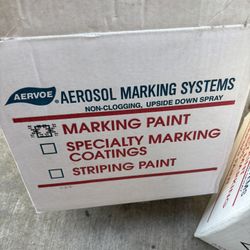 AERVOE® AEROSOL MARKING SYSTEMS
NON-CLOGGING, UPSIDE DOWN SPRAY
MARKING PAINT
SPECIALTY MARKING
COATINGS
STRIPING PAINT